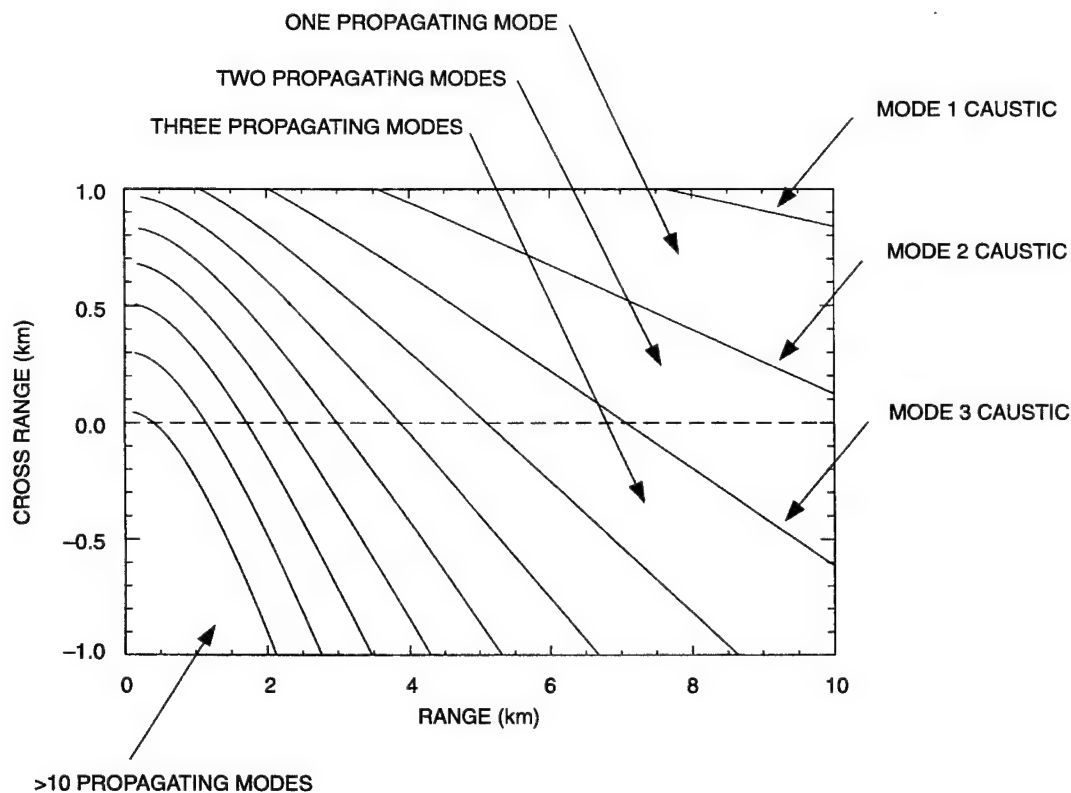 ONE PROPAGATING MODE
TWO PROPAGATING MODES
THREE PROPAGATING MODES
MODE 1 CAUSTIC
MODE 2 CAUSTIC
MODE 3 CAUSTIC
CROSS RANGE (km)
1.0
0.5
0.0
−0.5
−1.0
0 2 4 6 8 10
RANGE (km)
>10 PROPAGATING MODES